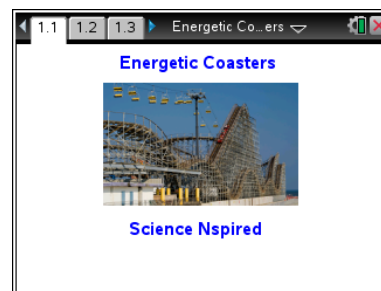 1.1 1.2 1.3 Energetic Co...ers
Energetic Coasters
Science Nspired